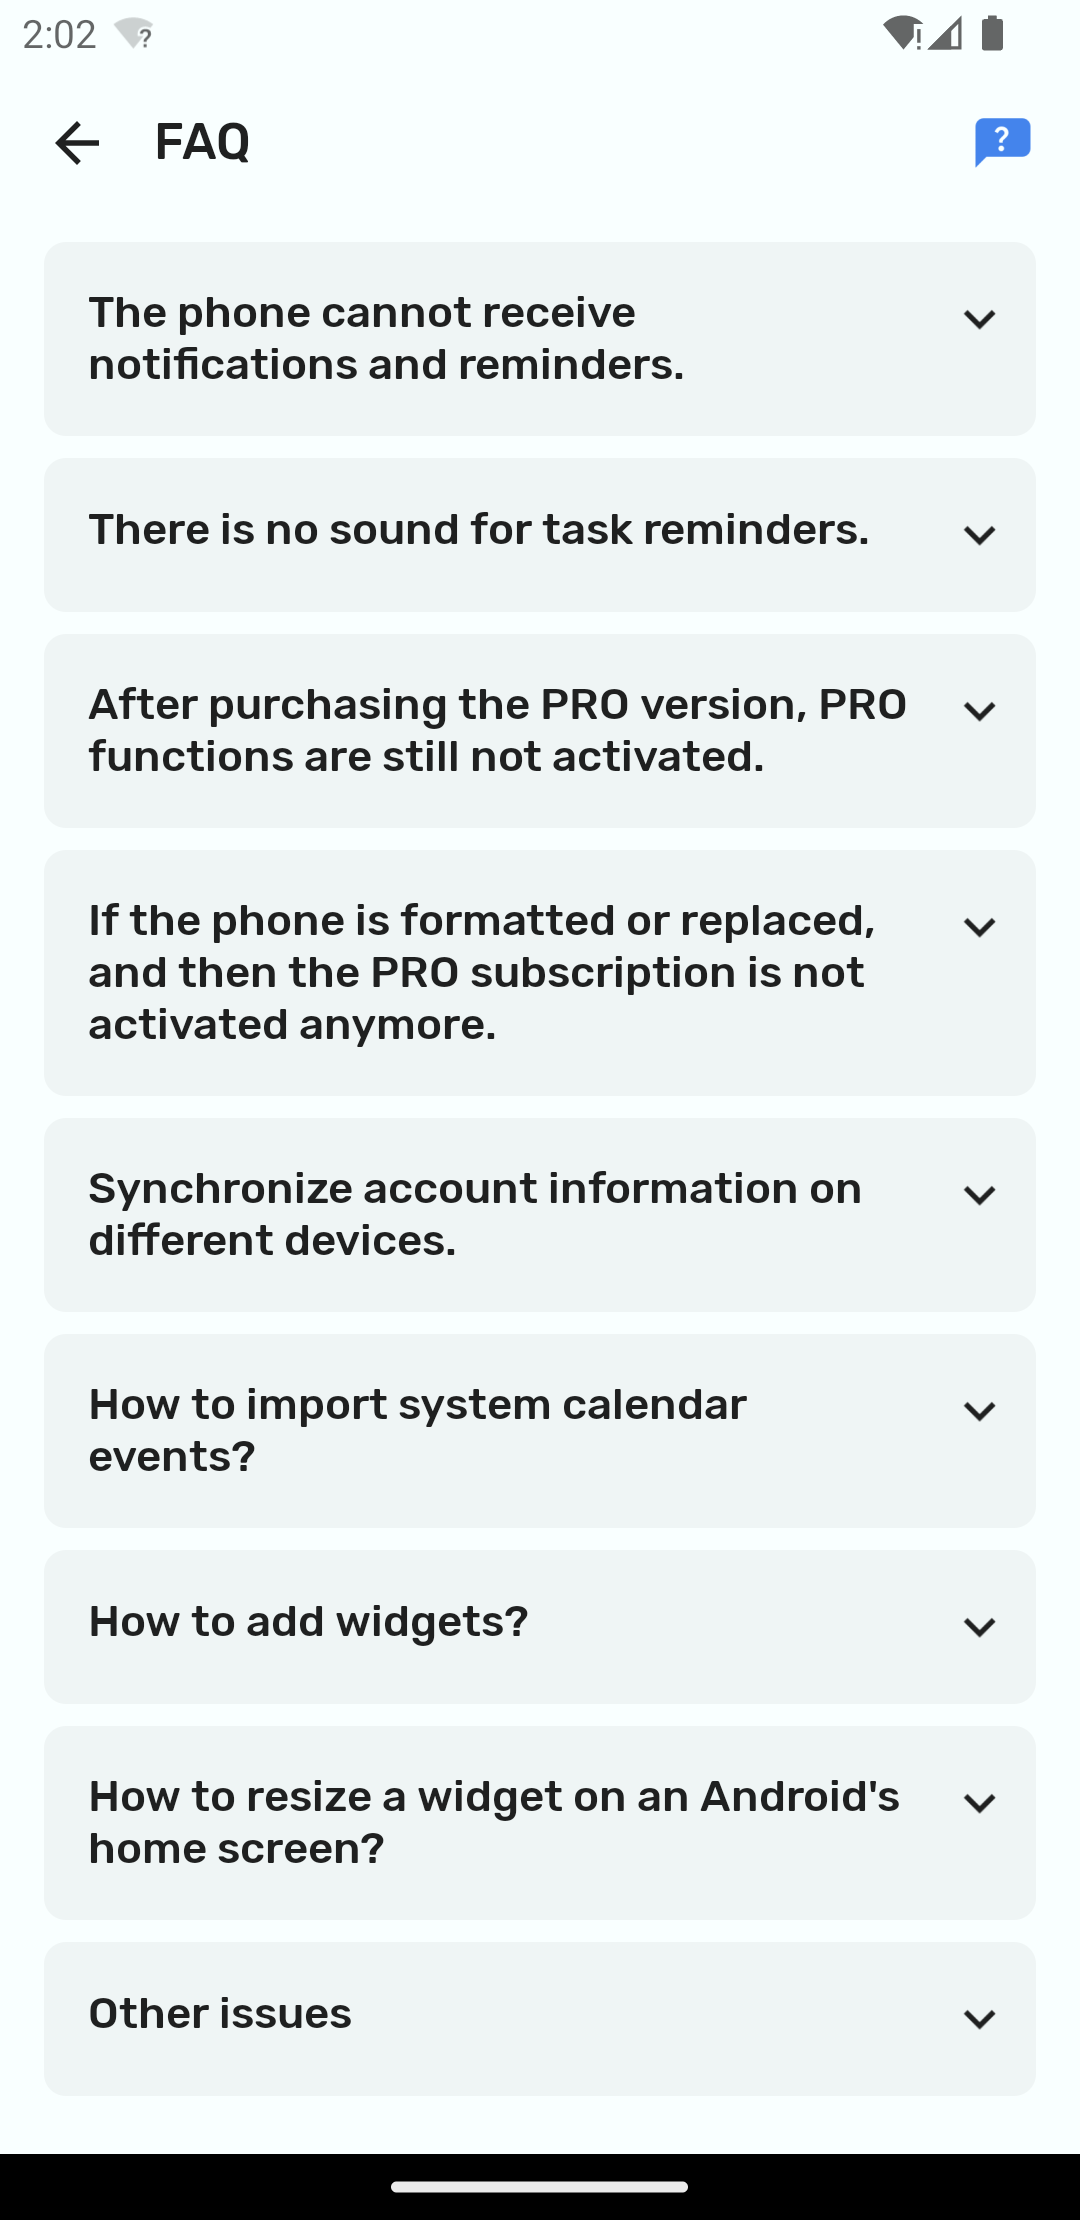 2:02
FAQ
The phone cannot receive
notifications and reminders.
There is no sound for task reminders.
After purchasing the PRO version, PRO
functions are still not activated.
If the phone is formatted or replaced,
and then the PRO subscription is not
activated anymore.
Synchronize account information on
different devices.
How to import system calendar
events?
How to add widgets?
How to resize a widget on an Android's
home screen?
Other issues